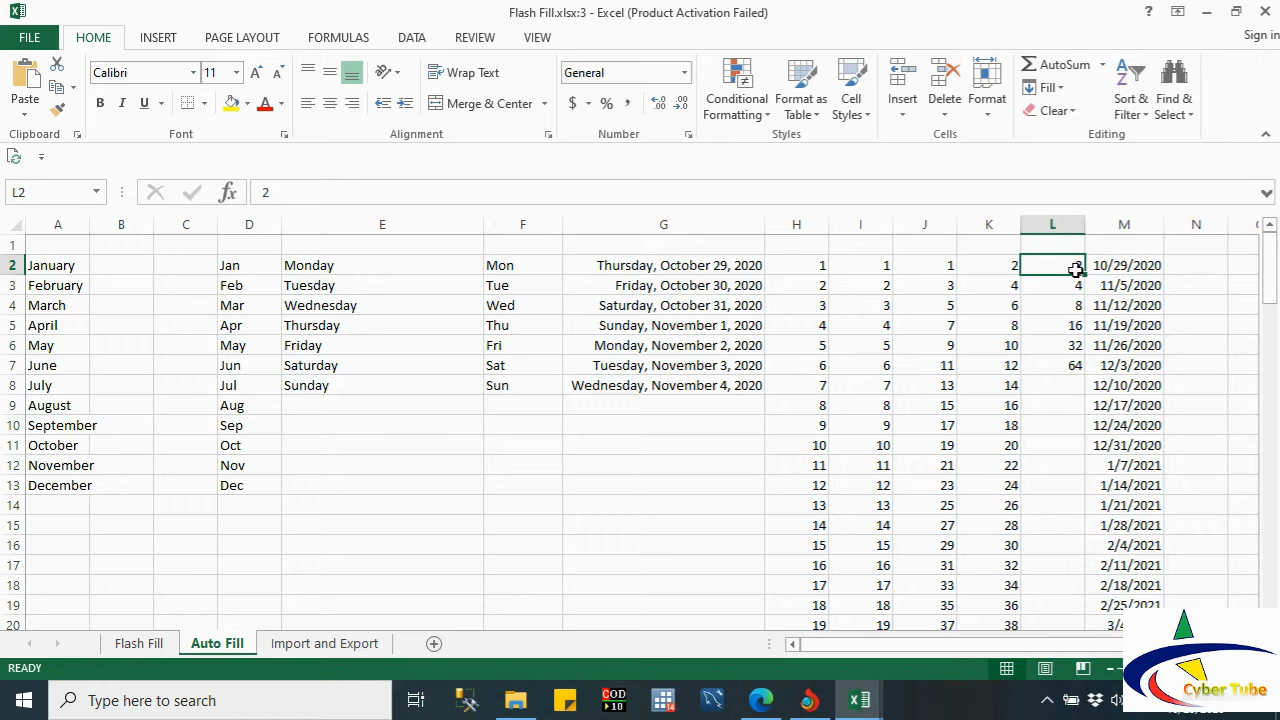 Flash Fill.xlsx:3 - Excel (Product Activation Failed)
FILE HOME INSERT PAGE LAYOUT FORMULAS DATA REVIEW VIEW Sign in
Calibri 11 Wrap Text General AutoSum
Paste Conditional Formatting Format as Table Cell Styles Insert Delete Format Fill Sort & Filter Find & Select
B I U Merge & Center $ % , Clear
Clipboard Font Alignment Number Styles Cells Editing
L2 fx 2
A B C D E F G H I J K L M N
1
2 January Jan Monday Mon Thursday, October 29, 2020 1 1 1 2 10/29/2020
3 February Feb Tuesday Tue Friday, October 30, 2020 2 2 3 4 4 11/5/2020
4 March Mar Wednesday Wed Saturday, October 31, 2020 3 3 5 6 8 11/12/2020
5 April Apr Thursday Thu Sunday, November 1, 2020 4 4 7 8 16 11/19/2020
6 May May Friday Fri Monday, November 2, 2020 5 5 9 10 32 11/26/2020
7 June Jun Saturday Sat Tuesday, November 3, 2020 6 6 11 12 64 12/3/2020
8 July Jul Sunday Sun Wednesday, November 4, 2020 7 7 13 14 12/10/2020
9 August Aug 8 8 15 16 12/17/2020
10 September Sep 9 9 17 18 12/24/2020
11 October Oct 10 10 19 20 12/31/2020
12 November Nov 11 11 21 22 1/7/2021
13 December Dec 12 12 23 24 1/14/2021
14 13 13 25 26 1/21/2021
15 14 14 27 28 1/28/2021
16 15 15 29 30 2/4/2021
17 16 16 31 32 2/11/2021
18 17 17 33 34 2/18/2021
19 18 18 35 36 2/25/2021
20 19 19 37 38
Flash Fill Auto Fill Import and Export
READY
Type here to search COD 10
Cyber Tube